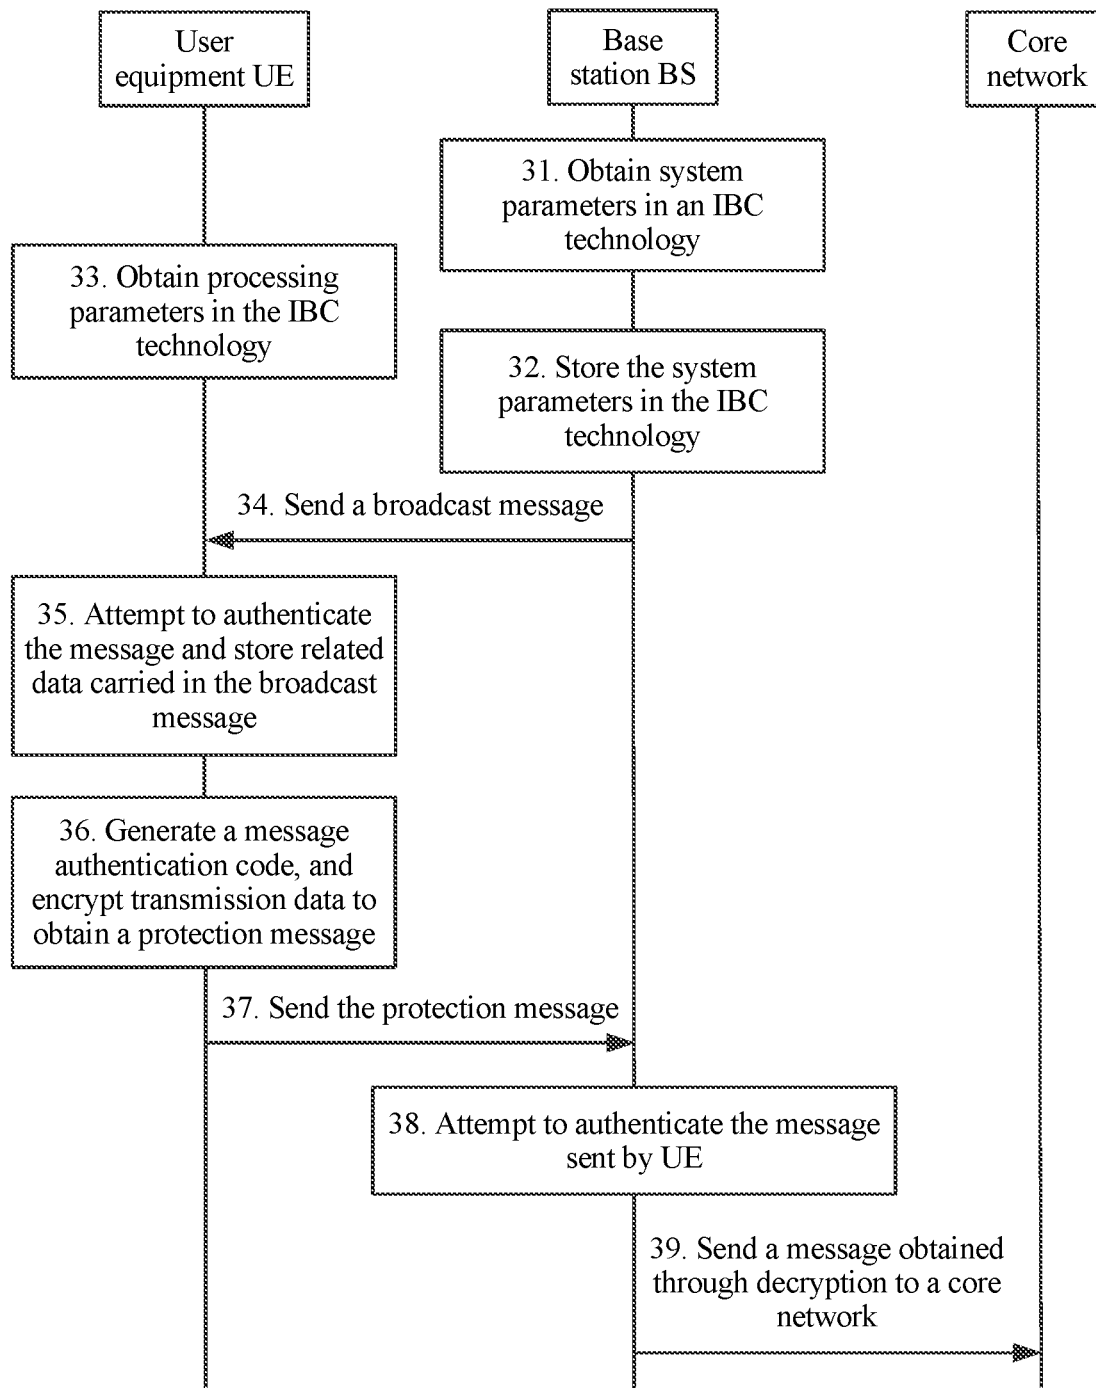 User
equipment UE
Base
station BS
Core
network
31. Obtain system
parameters in an IBC
technology
33. Obtain processing
parameters in the IBC
technology
32. Store the system
parameters in the IBC
technology
34. Send a broadcast message
35. Attempt to authenticate
the message and store related
data carried in the broadcast
message
36. Generate a message
authentication code, and
encrypt transmission data to
obtain a protection message
37. Send the protection message
38. Attempt to authenticate the message
sent by UE
39. Send a message obtained
through decryption to a core
network